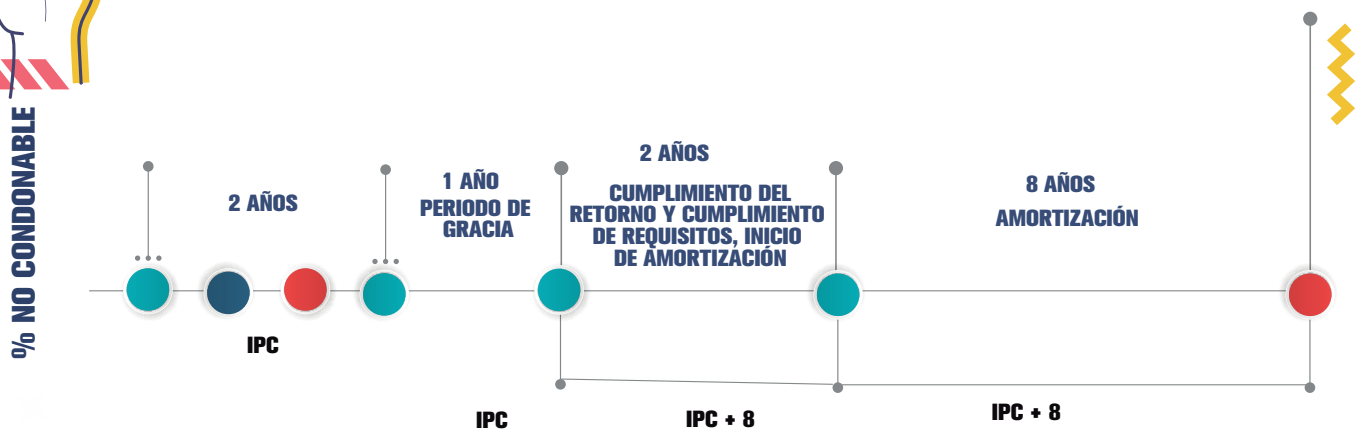 % NO CONDONABLE
2 AÑOS
1 AÑO
PERIODO DE
GRACIA
2 AÑOS
CUMPLIMIENTO DEL
RETORNO Y CUMPLIMIENTO
DE REQUISITOS, INICIO
DE AMORTIZACIÓN
8 AÑOS
AMORTIZACIÓN
IPC
IPC
IPC + 8
IPC + 8